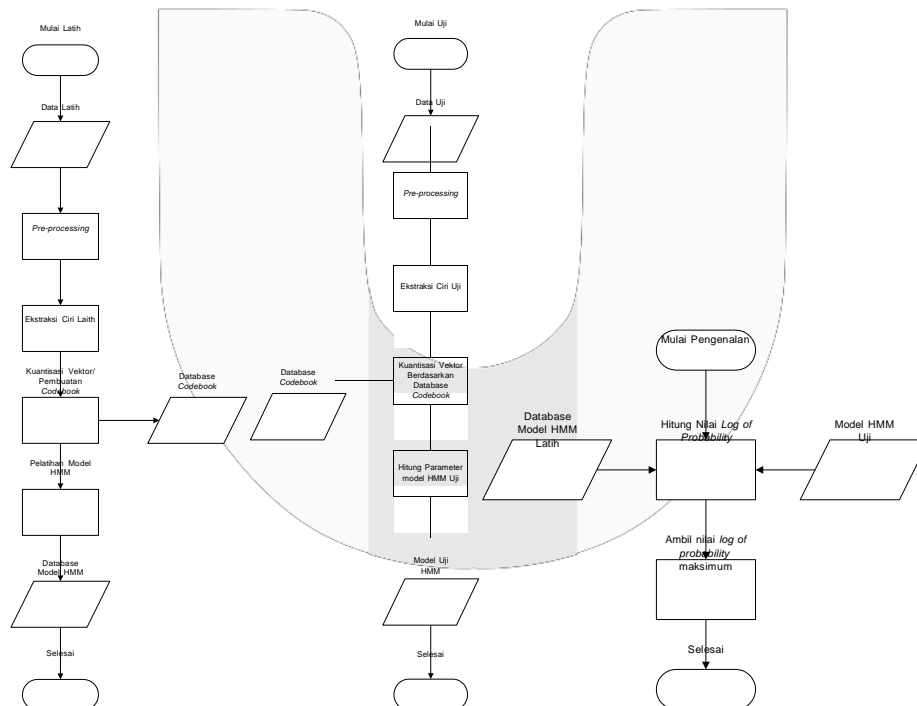 Mulai Latih
Data Latih
Pre-processing
Ekstraksi Ciri Laith
Kuantisasi Vektor/
Pembuatan
Codebook
Database
Codebook
Pelatihan Model
HMM
Database
Model HMM
Selesai
Mulai Uji
Data Uji
Pre-processing
Ekstraksi Ciri Uji
Database
Codebook
Kuantisasi Vektor
Berdasarkan
Database
Codebook
Hitung Parameter
model HMM Uji
Model Uji
HMM
Selesai
Mulai Pengenalan
Database
Model HMM
Latih
Hitung Nilai Log of
Probability
Model HMM
Uji
Ambil nilai log of
probability
maksimum
Selesai